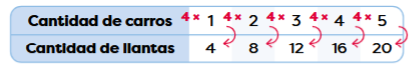 Cantidad de carros 4× 1 4× 2 4× 3 4× 4 4× 5
Cantidad de llantas 4 8 12 16 20